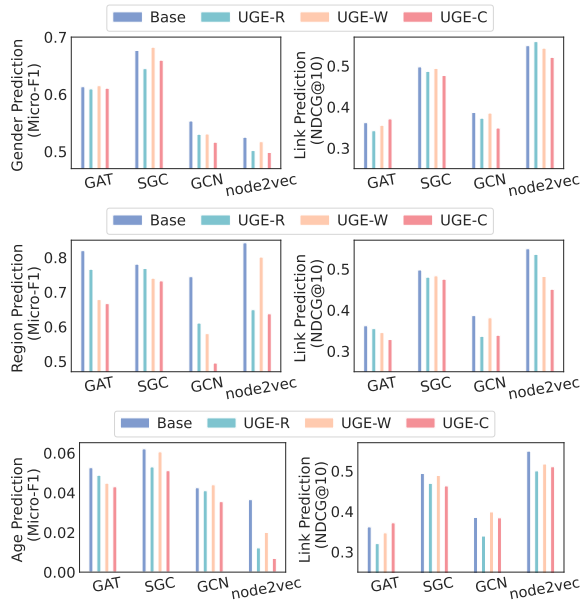 Base UGE-R UGE-W UGE-C
Gender Prediction
(Micro-F1)
0.7
0.6
0.5
GAT SGC GCN node2vec
Link Prediction
(NDCG@10)
0.5
0.4
0.3
GAT SGC GCN node2vec
Base UGE-R UGE-W UGE-C
Region Prediction
(Micro-F1)
0.8
0.7
0.6
0.5
GAT SGC GCN node2vec
Link Prediction
(NDCG@10)
0.5
0.4
0.3
GAT SGC GCN node2vec
Base UGE-R UGE-W UGE-C
Age Prediction
(Micro-F1)
0.06
0.04
0.02
0.00
GAT SGC GCN node2vec
Link Prediction
(NDCG@10)
0.5
0.4
0.3
GAT SGC GCN node2vec